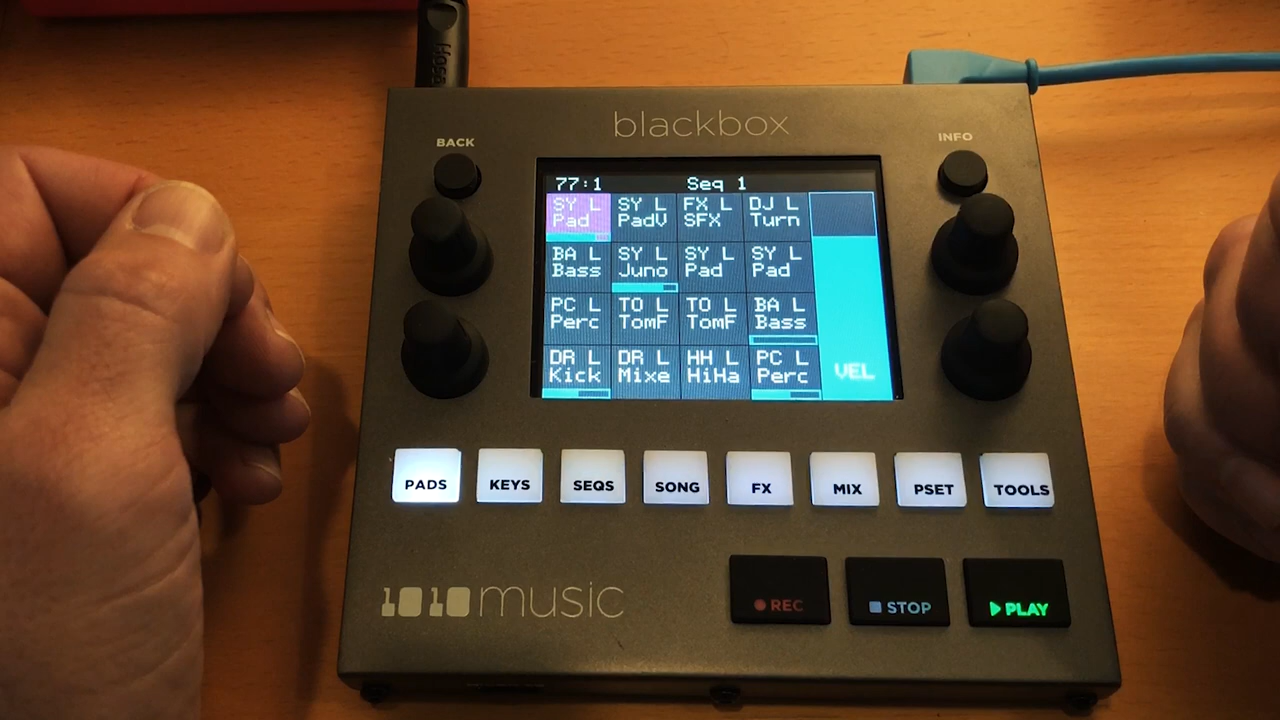 Hosa
blackbox
BACK
INFO
77:1 Seq 1
SY L SY L FX L DJ L
Pad PadV SFX Turn
BA L SY L SY L SY L
Bass Juno Pad Pad
PC L TO L TO L BA L
Perc TomF TomF Bass
DR L DR L HH L PC L
Kick Mixe HiHa Perc
VEL
PADS KEYS SEQS SONG FX MIX PSET TOOLS
1010music
REC STOP PLAY